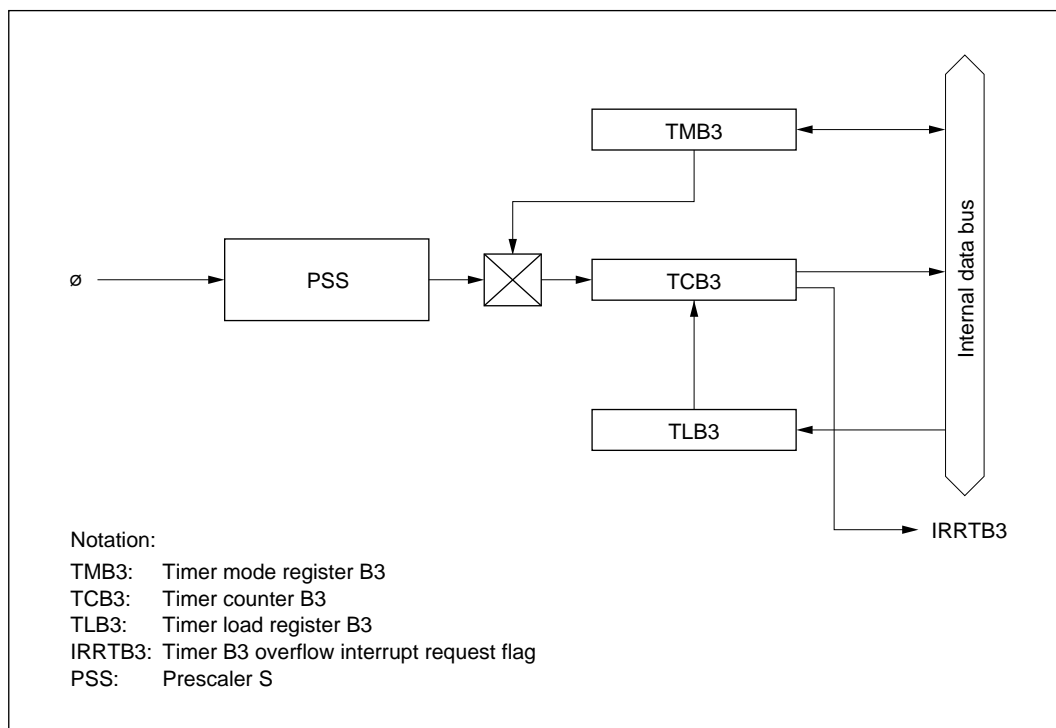 TMB3
ø
PSS
TCB3
TLB3
Internal data bus
IRRTB3
Notation:
TMB3: Timer mode register B3
TCB3: Timer counter B3
TLB3: Timer load register B3
IRRTB3: Timer B3 overflow interrupt request flag
PSS: Prescaler S